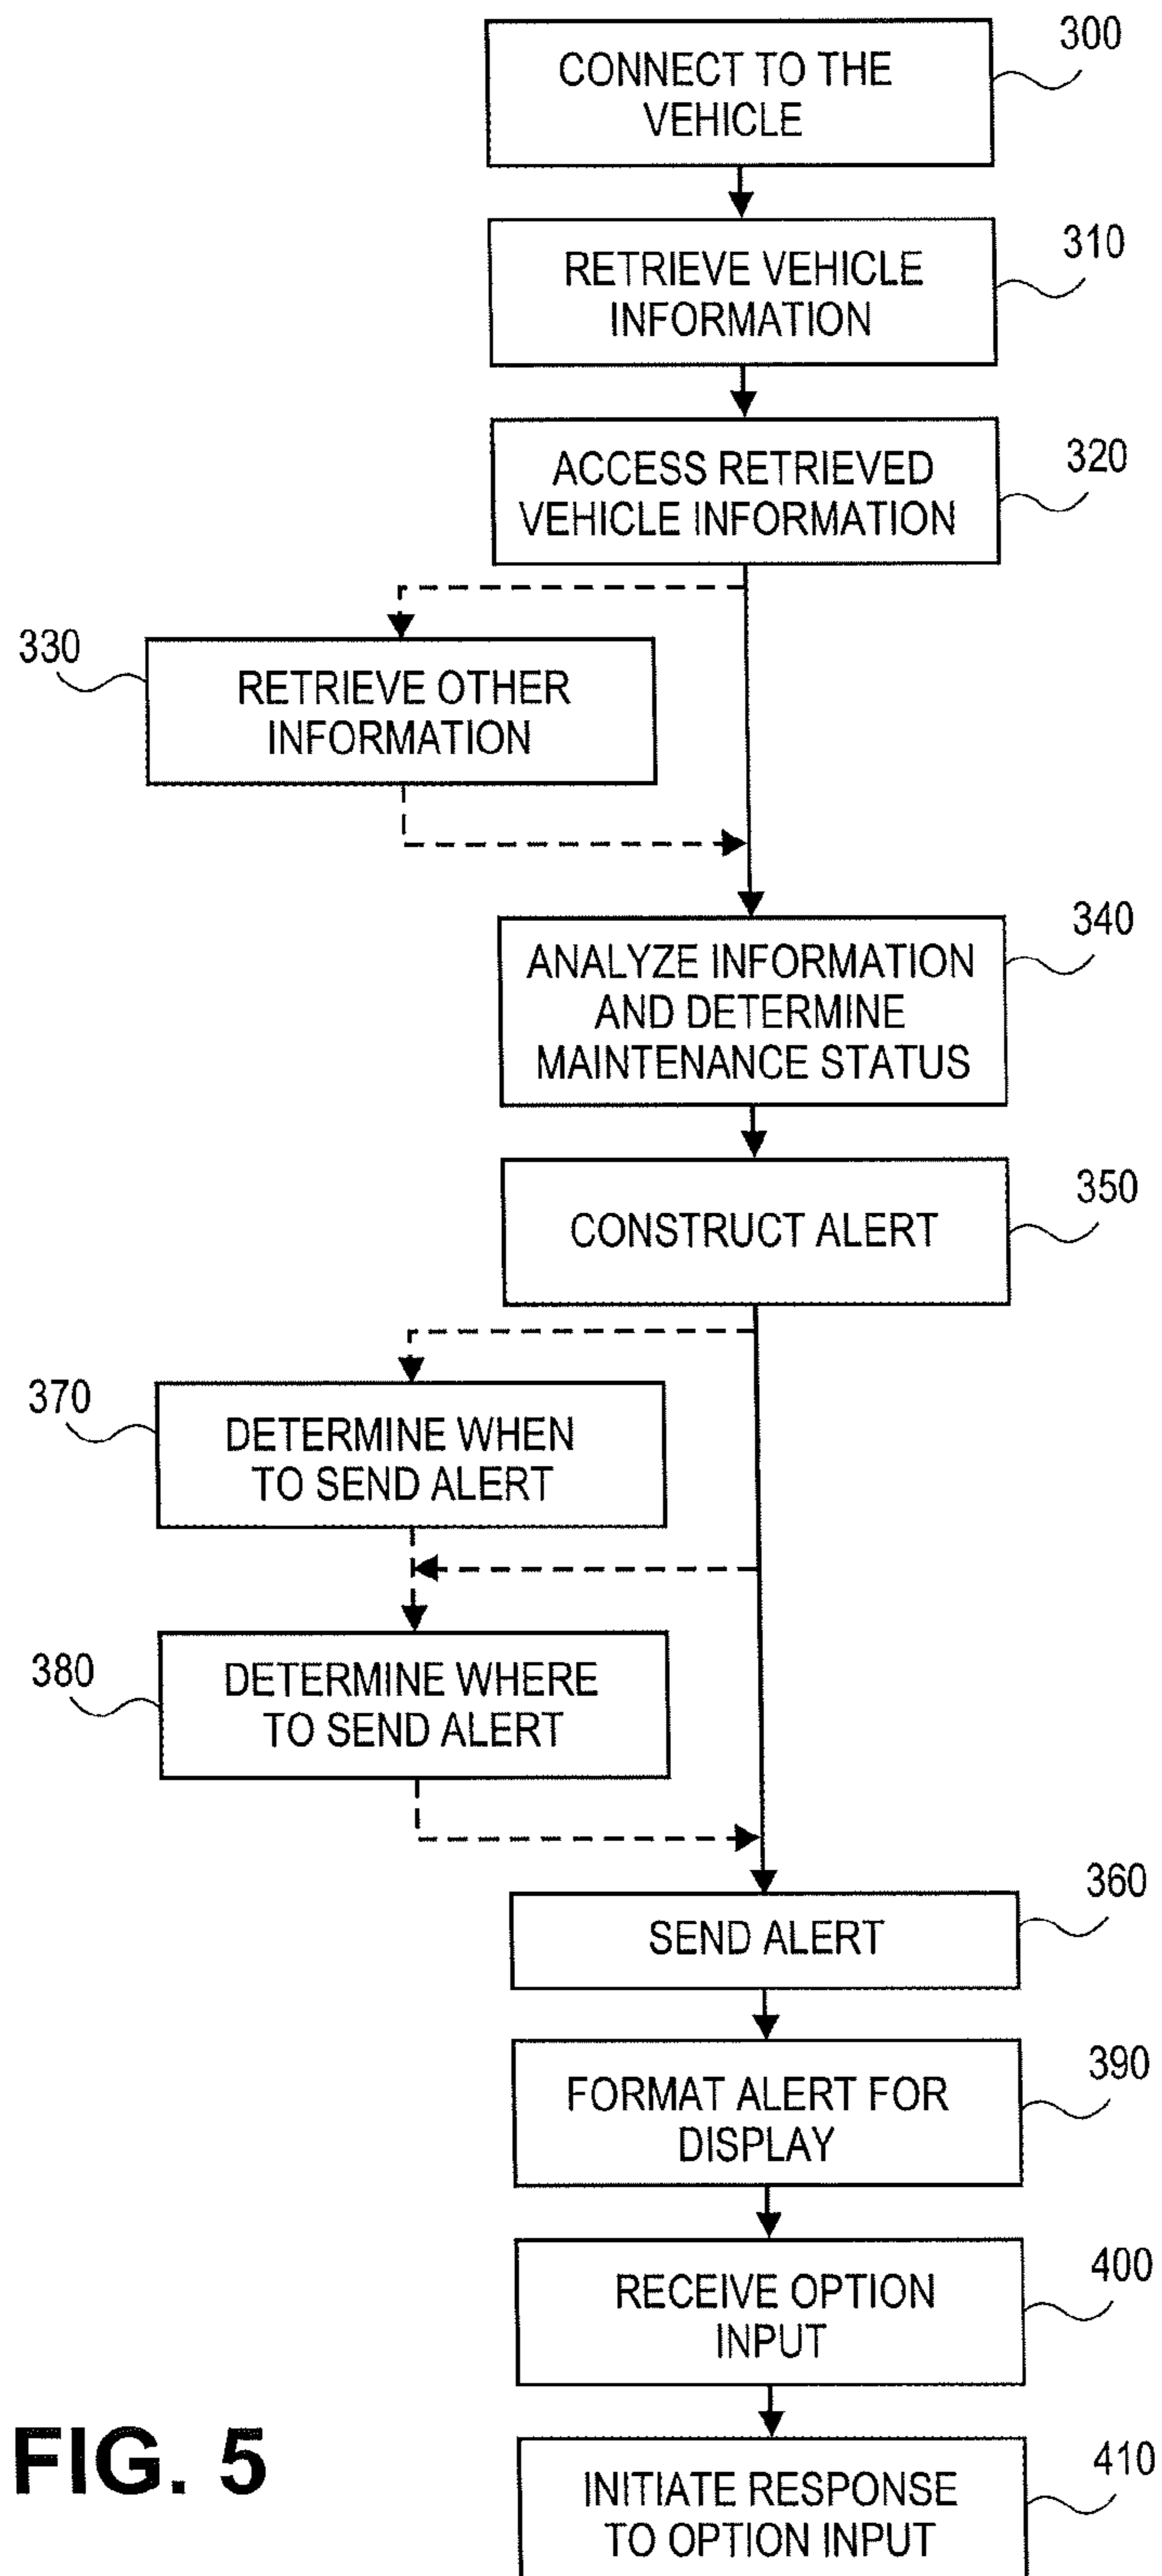 300
CONNECT TO THE
VEHICLE
310
RETRIEVE VEHICLE
INFORMATION
320
ACCESS RETRIEVED
VEHICLE INFORMATION
330
RETRIEVE OTHER
INFORMATION
340
ANALYZE INFORMATION
AND DETERMINE
MAINTENANCE STATUS
350
CONSTRUCT ALERT
370
DETERMINE WHEN
TO SEND ALERT
380
DETERMINE WHERE
TO SEND ALERT
360
SEND ALERT
390
FORMAT ALERT FOR
DISPLAY
400
RECEIVE OPTION
INPUT
410
INITIATE RESPONSE
TO OPTION INPUT
FIG. 5